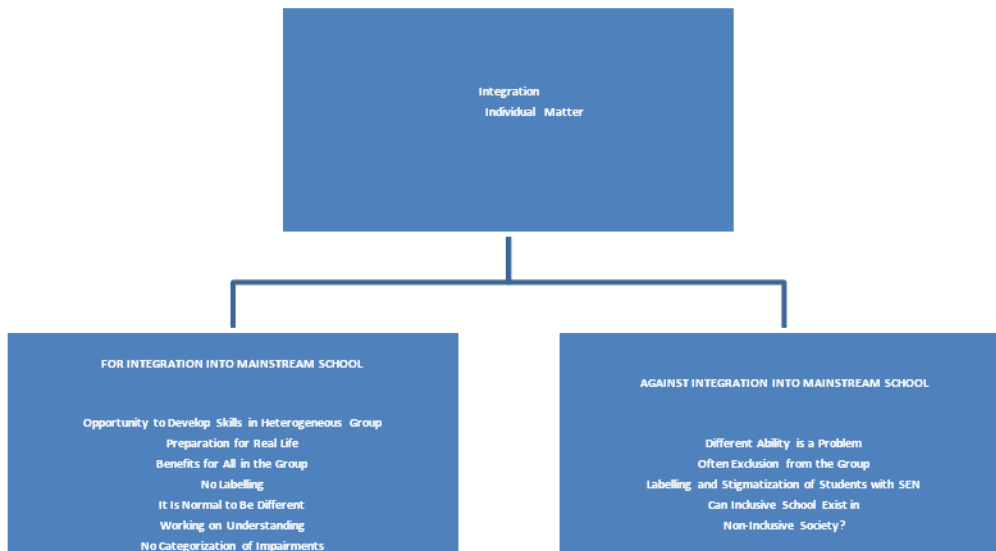 Integration
Individual Matter
FOR INTEGRATION INTO MAINSTREAM SCHOOL
Opportunity to Develop Skills in Heterogeneous Group
Preparation for Real Life
Benefits for All in the Group
No Labelling
It Is Normal to Be Different
Working on Understanding
No Categorization of Impairments
AGAINST INTEGRATION INTO MAINSTREAM SCHOOL
Different Ability is a Problem
Often Exclusion from the Group
Labelling and Stigmatization of Students with SEN
Can Inclusive School Exist in
Non-Inclusive Society?